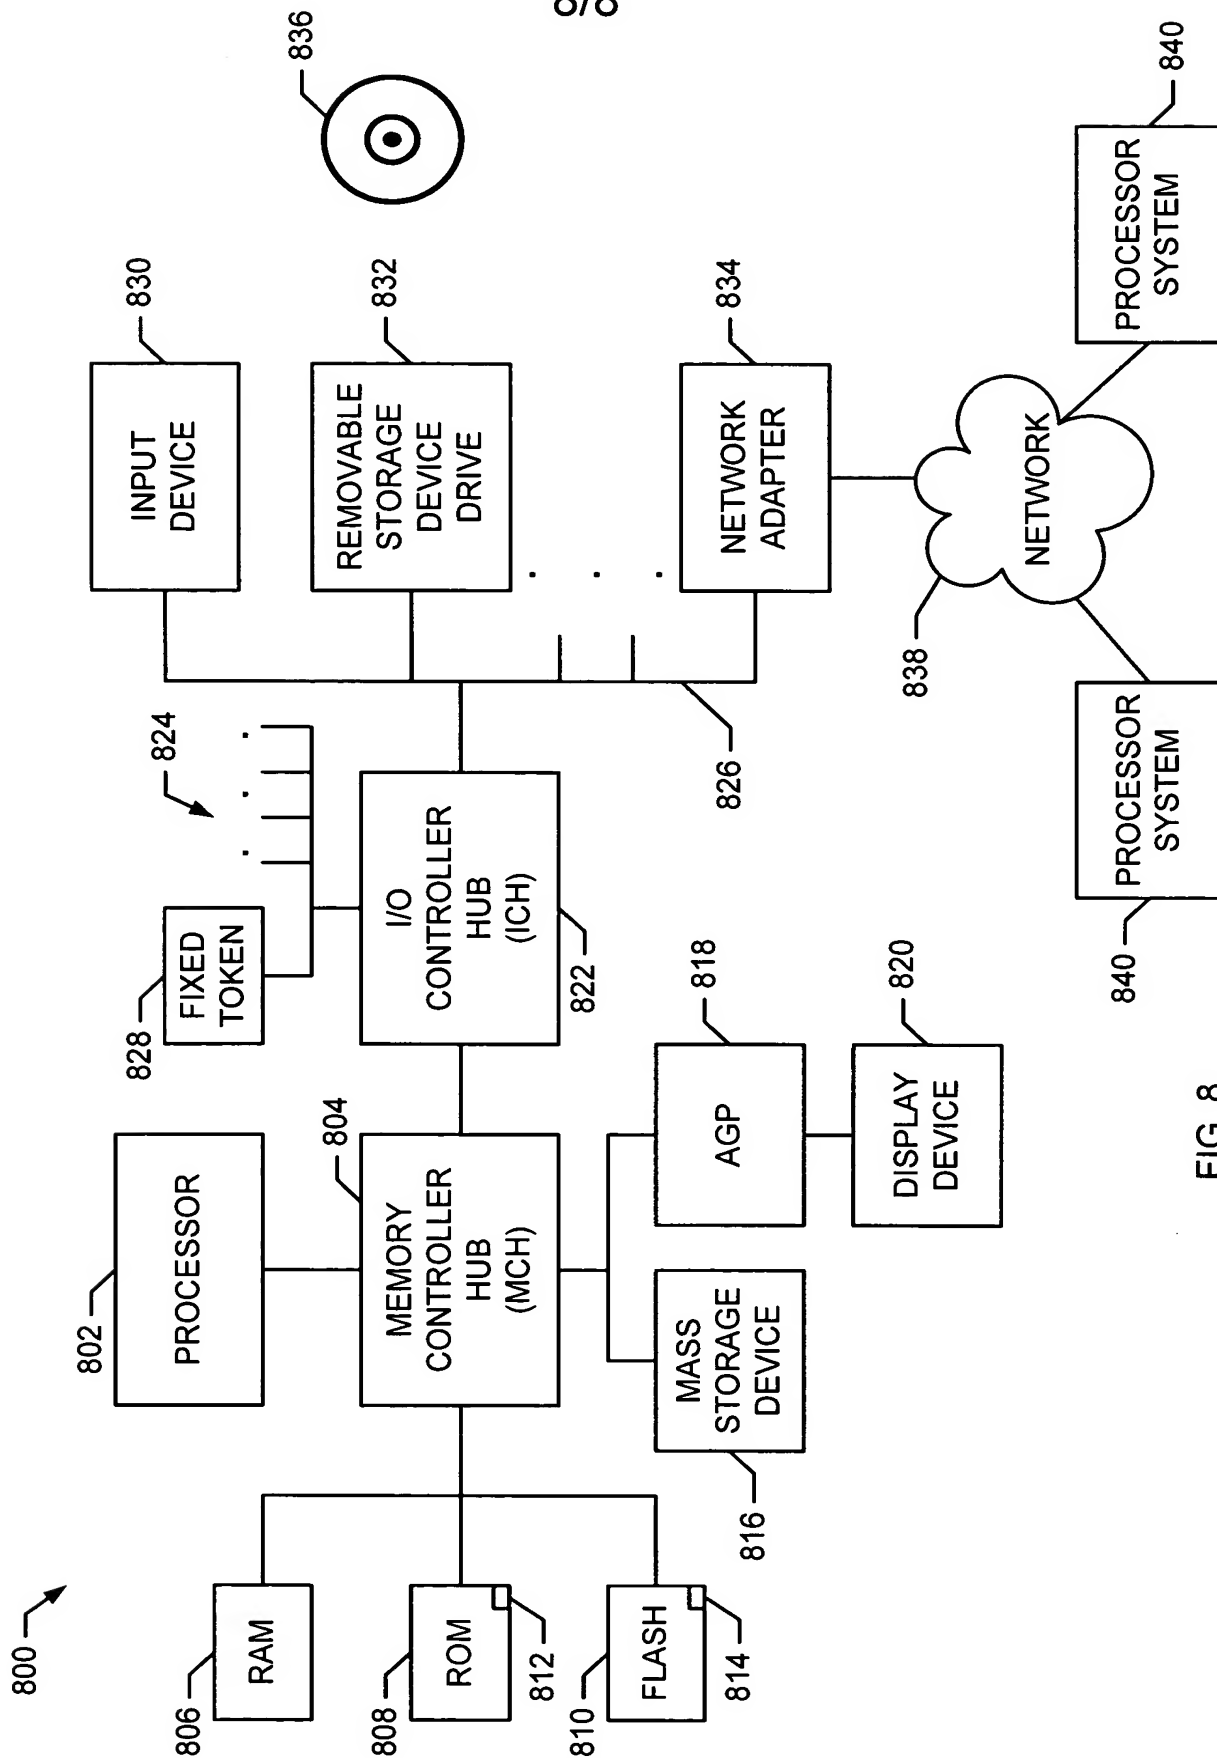 8/8
800
806
RAM
808
ROM
812
810
FLASH
814
802
PROCESSOR
804
MEMORY
CONTROLLER
HUB
(MCH)
816
MASS
STORAGE
DEVICE
818
AGP
820
DISPLAY
DEVICE
828
FIXED
TOKEN
824
I/O
CONTROLLER
HUB
(ICH)
822
826
830
INPUT
DEVICE
832
REMOVABLE
STORAGE
DEVICE
DRIVE
836
834
NETWORK
ADAPTER
838
NETWORK
840
PROCESSOR
SYSTEM
840
PROCESSOR
SYSTEM
FIG. 8